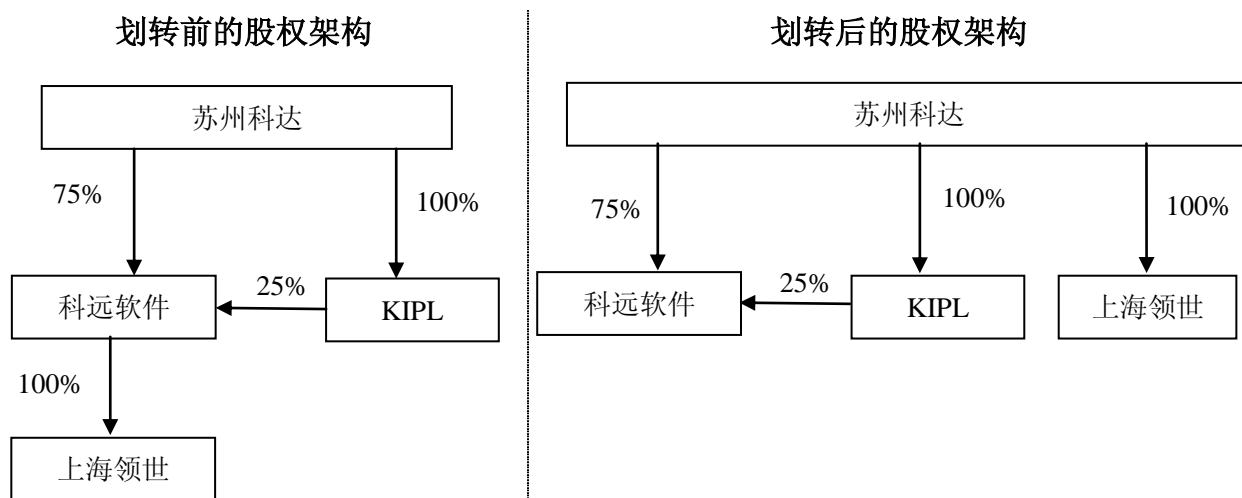 划转前的股权架构
苏州科达
75%
100%
科远软件
25%
KIPL
100%
上海领世
划转后的股权架构
苏州科达
75%
100%
100%
科远软件
25%
KIPL
上海领世